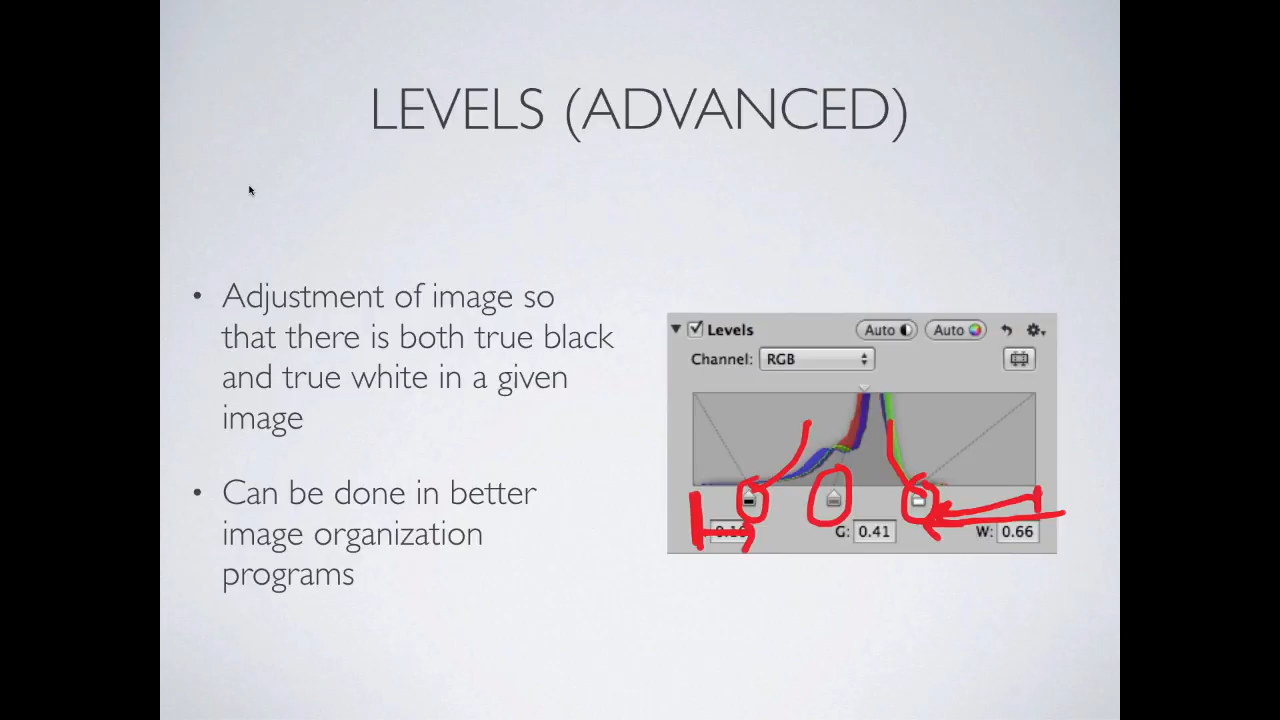 LEVELS (ADVANCED)
• Adjustment of image so
that there is both true black
and true white in a given
image
• Can be done in better
image organization
programs
Levels
Auto
Auto
Channel: RGB
G: 0.41
W: 0.66